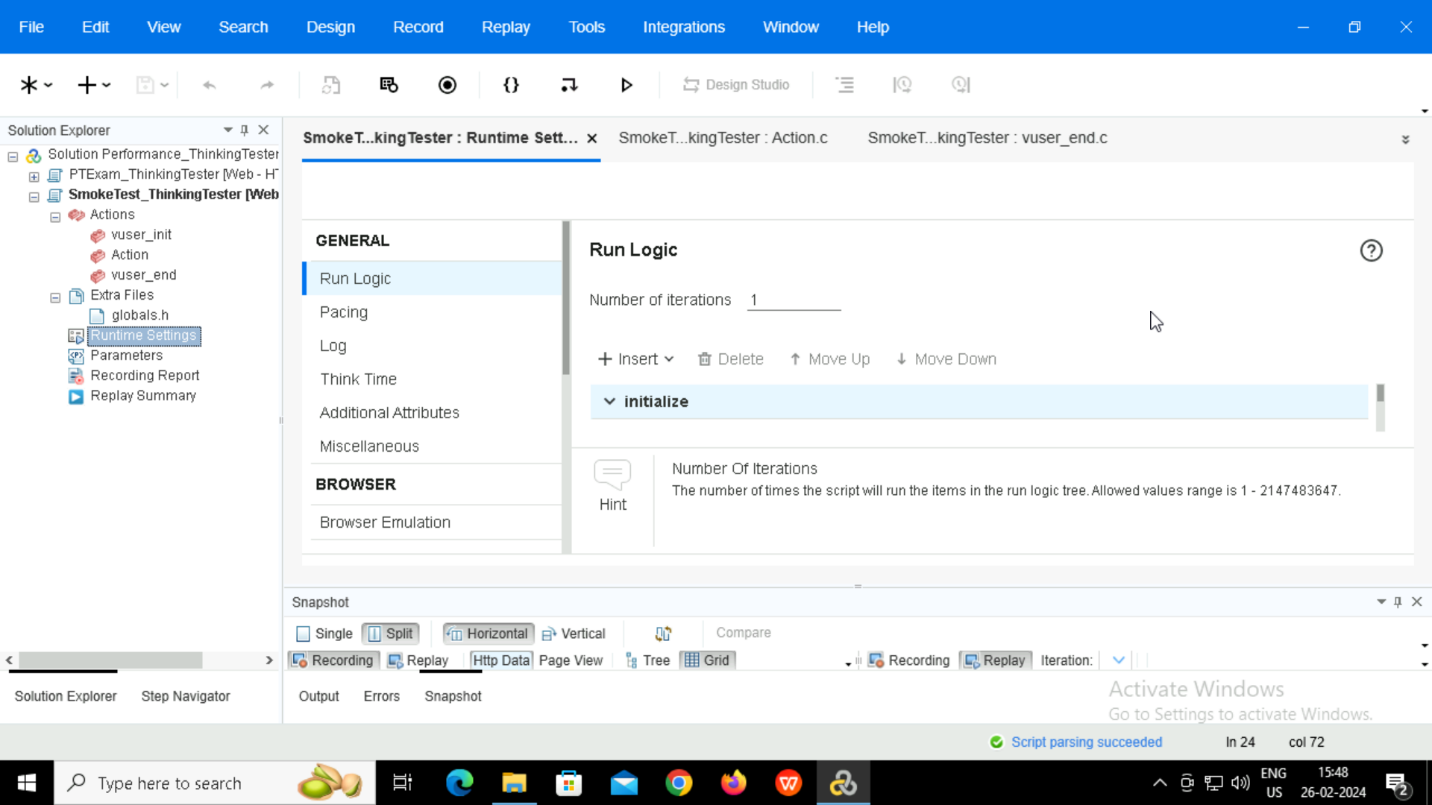 File Edit View Search Design Record Replay Tools Integrations Window Help
Design Studio
Solution Explorer
Solution Performance_ThinkingTester
PTExam_ThinkingTester [Web - HT
SmokeTest_ThinkingTester [Web
Actions
vuser_init
Action
vuser_end
Extra Files
globals.h
Runtime Settings
Parameters
Recording Report
Replay Summary
Solution Explorer Step Navigator
SmokeT...kingTester : Runtime Sett... SmokeT...kingTester : Action.c SmokeT...kingTester : vuser_end.c
GENERAL
Run Logic
Pacing
Log
Think Time
Additional Attributes
Miscellaneous
BROWSER
Browser Emulation
Run Logic
Number of iterations 1
Insert Delete Move Up Move Down
initialize
Hint
Number Of Iterations
The number of times the script will run the items in the run logic tree. Allowed values range is 1 - 2147483647.
Snapshot
Single Split Horizontal Vertical Compare
Recording Replay Http Data Page View Tree Grid Recording Replay Iteration:
Output Errors Snapshot
Activate Windows
Go to Settings to activate Windows.
Script parsing succeeded ln 24 col 72
Type here to search
ENG
US
15:48
26-02-2024
2